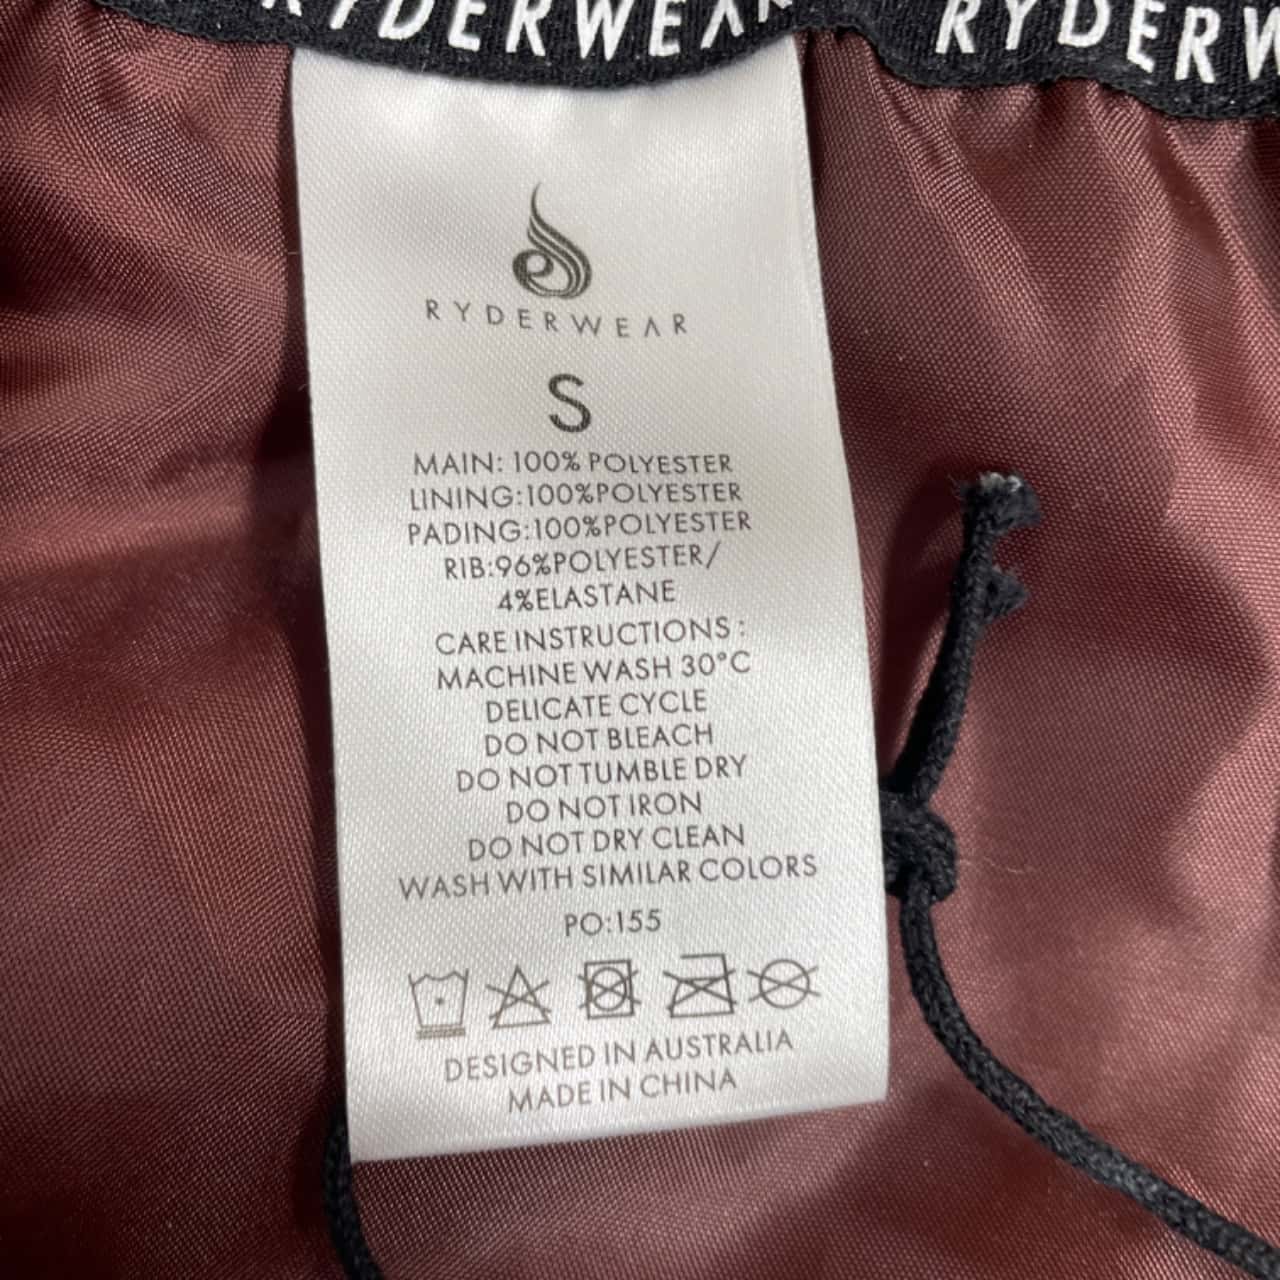 RYDERWEAR
RYDERW
RYDERWEAR
S
MAIN: 100% POLYESTER
LINING:100%POLYESTER
PADING:100%POLYESTER
RIB:96%POLYESTER/
4%ELASTANE
CARE INSTRUCTIONS :
MACHINE WASH 30°C
DELICATE CYCLE
DO NOT BLEACH
DO NOT TUMBLE DRY
DO NOT IRON
DO NOT DRY CLEAN
WASH WITH SIMILAR COLORS
PO:155
DESIGNED IN AUSTRALIA
MADE IN CHINA